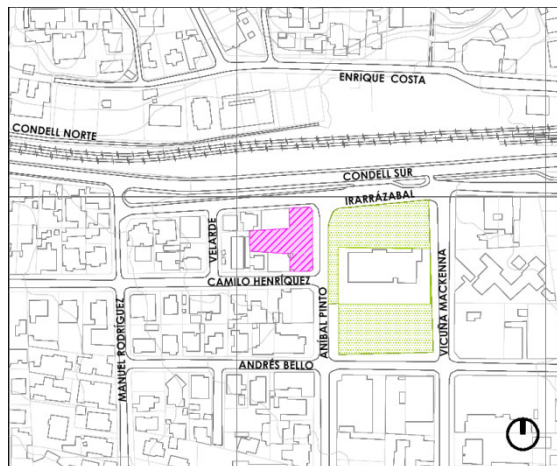 ENRIQUE COSTA
CONDELL NORTE
CONDELL SUR
IRARRÁZABAL
VELARDE
CAMILO HENRÍQUEZ
MANUEL RODRÍGUEZ
ANÍBAL PINTO
VICUÑA MACKENNA
ANDRÉS BELLO